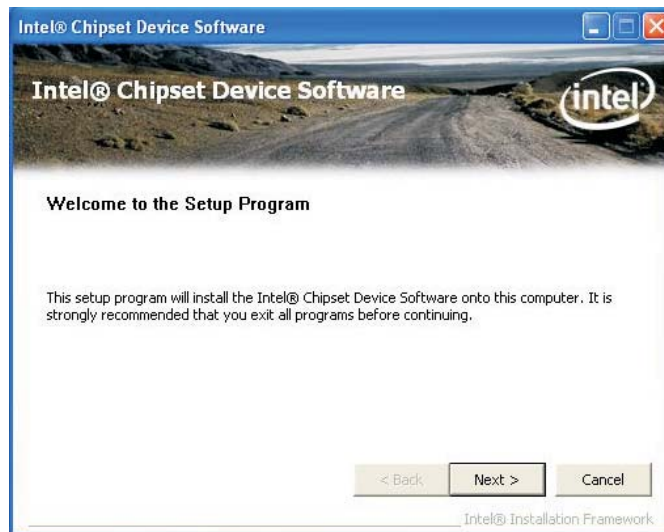 Intel® Chipset Device Software
Intel® Chipset Device Software
intel
Welcome to the Setup Program
This setup program will install the Intel® Chipset Device Software onto this computer. It is
strongly recommended that you exit all programs before continuing.
< Back
Next >
Cancel
Intel® Installation Framework